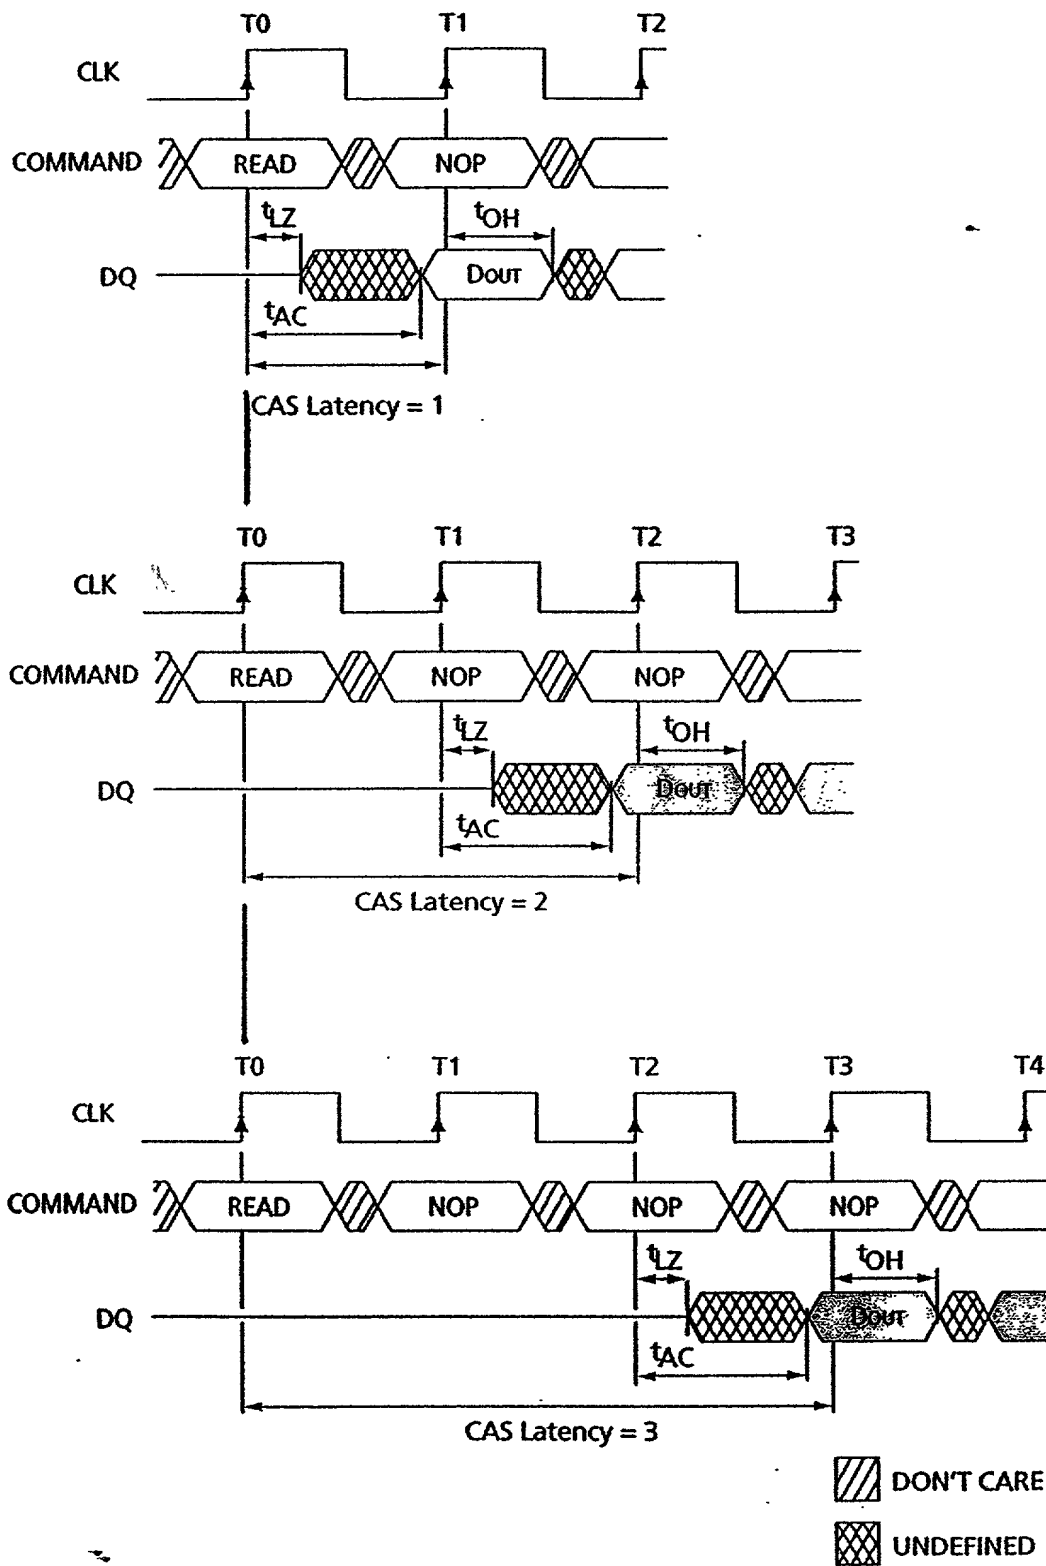 T0 T1 T2
CLK
COMMAND READ NOP
tLZ tOH
DQ DOUT
tAC
CAS Latency = 1
T0 T1 T2 T3
CLK
COMMAND READ NOP NOP
tLZ tOH
DQ DOUT
tAC
CAS Latency = 2
T0 T1 T2 T3 T4
CLK
COMMAND READ NOP NOP NOP
tLZ tOH
DQ DOUT
tAC
CAS Latency = 3
DON'T CARE
UNDEFINED